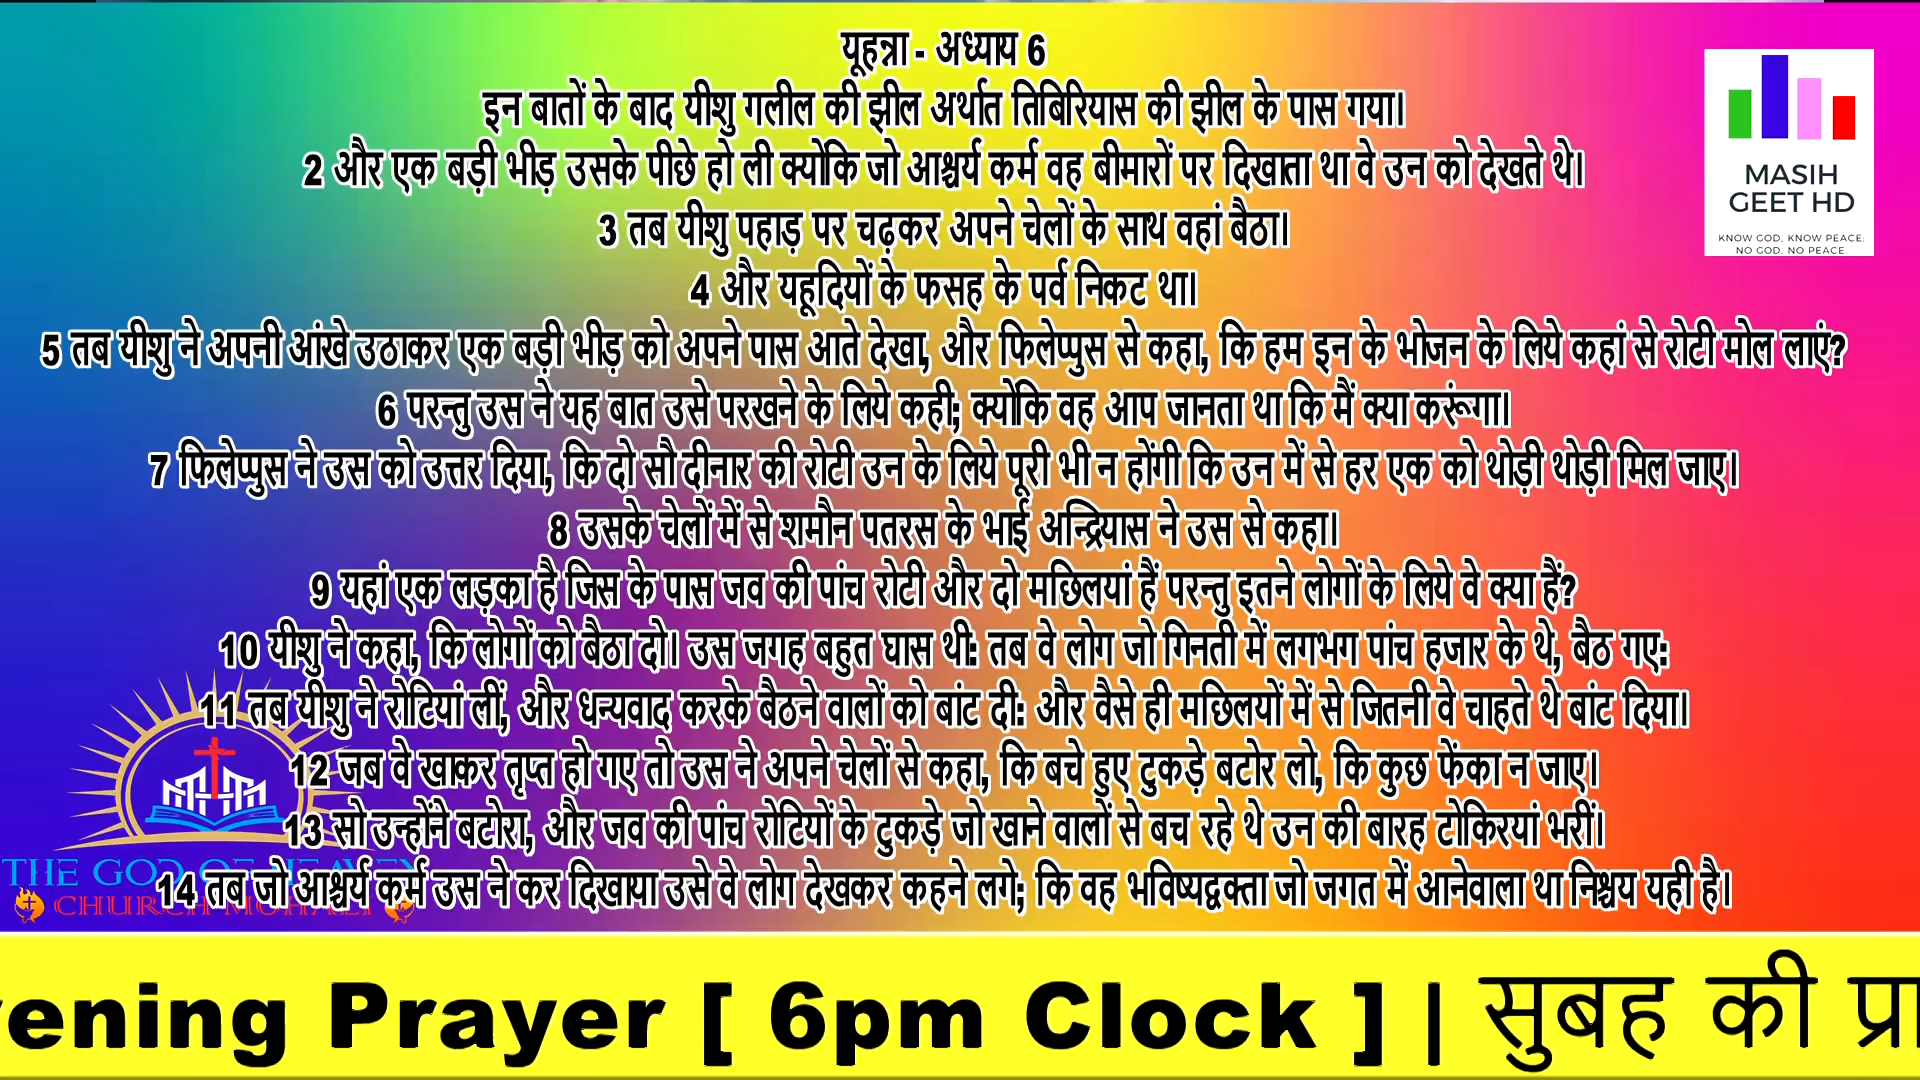 यूहन्ना - अध्याय 6
इन बातों के बाद यीशु गलील की झील अर्थात तिबिरियास की झील के पास गया।
2 और एक बड़ी भीड़ उसके पीछे हो ली क्योंकि जो आश्चर्य कर्म वह बीमारों पर दिखाता था वे उन को देखते थे।
3 तब यीशु पहाड़ पर चढ़कर अपने चेलों के साथ वहां बैठा।
4 और यहूदियों के फसह के पर्व निकट था।
5 तब यीशु ने अपनी आंखे उठाकर एक बड़ी भीड़ को अपने पास आते देखा, और फिलेप्पुस से कहा, कि हम इन के भोजन के लिये कहां से रोटी मोल लाएं?
6 परन्तु उस ने यह बात उसे परखने के लिये कही; क्योंकि वह आप जानता था कि मैं क्या करूंगा।
7 फिलेप्पुस ने उस को उत्तर दिया, कि दो सौ दीनार की रोटी उन के लिये पूरी भी न होंगी कि उन में से हर एक को थोड़ी थोड़ी मिल जाए।
8 उसके चेलों में से शमौन पतरस के भाई अन्द्रियास ने उस से कहा।
9 यहां एक लड़का है जिस के पास जव की पांच रोटी और दो मछिलयां हैं परन्तु इतने लोगों के लिये वे क्या हैं?
10 यीशु ने कहा, कि लोगों को बैठा दो। उस जगह बहुत घास थी: तब वे लोग जो गिनती में लगभग पांच हजार के थे, बैठ गए:
11 तब यीशु ने रोटियां लीं, और धन्यवाद करके बैठने वालों को बांट दी: और वैसे ही मछिलयों में से जितनी वे चाहते थे बांट दिया।
12 जब वे खाकर तृप्त हो गए तो उस ने अपने चेलों से कहा, कि बचे हुए टुकड़े बटोर लो, कि कुछ फेंका न जाए।
13 सो उन्होंने बटोरा, और जव की पांच रोटियों के टुकड़े जो खाने वालों से बच रहे थे उन की बारह टोकिरयां भरीं।
14 तब जो आश्चर्य कर्म उस ने कर दिखाया उसे वे लोग देखकर कहने लगे; कि वह भविष्यद्वक्ता जो जगत में आनेवाला था निश्चय यही है।
MASIH
GEET HD
KNOW GOD, KNOW PEACE;
NO GOD, NO PEACE.
THE GOD OF HEAVEN
CHURCH MOHALI
vening Prayer [ 6pm Clock ] | सुबह की प्रा